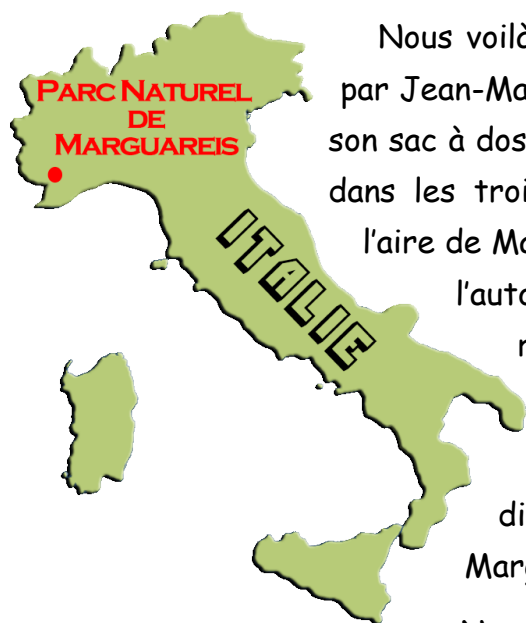 PARC NATUREL
DE
MARGUAREIS
ITALIE
Nous voilà
par Jean-Ma
son sac à dos
dans les troi
l'aire de Ma
l'auto
di
Marg